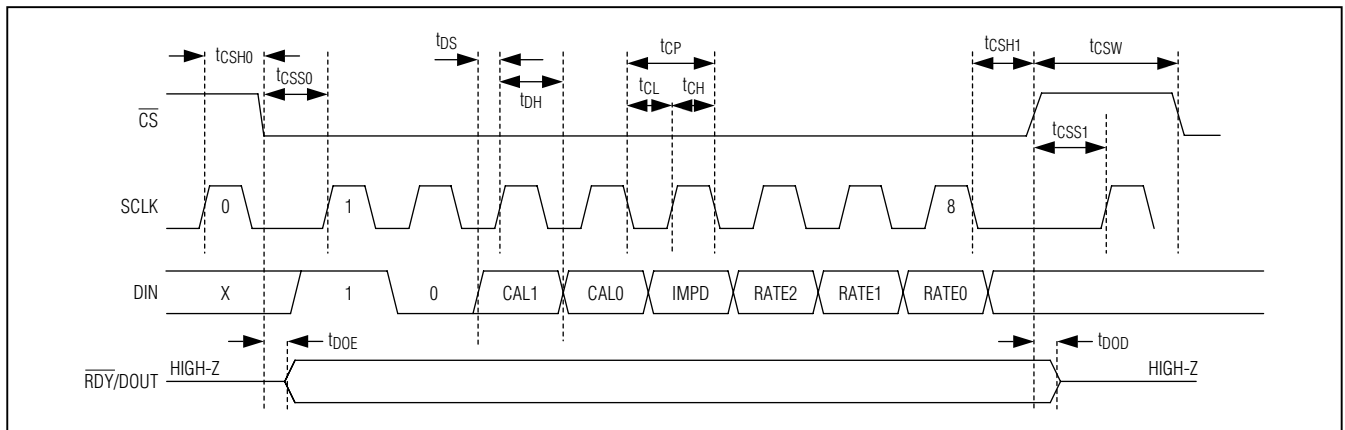 tCSH0
tDS
tCP
tCSH1
tCSW
tCSS0
tDH
tCL
tCH
tCSS1
CS
SCLK
0
1
8
DIN
X
1
0
CAL1
CAL0
IMPD
RATE2
RATE1
RATE0
tDOE
tDOD
RDY/DOUT
HIGH-Z
HIGH-Z